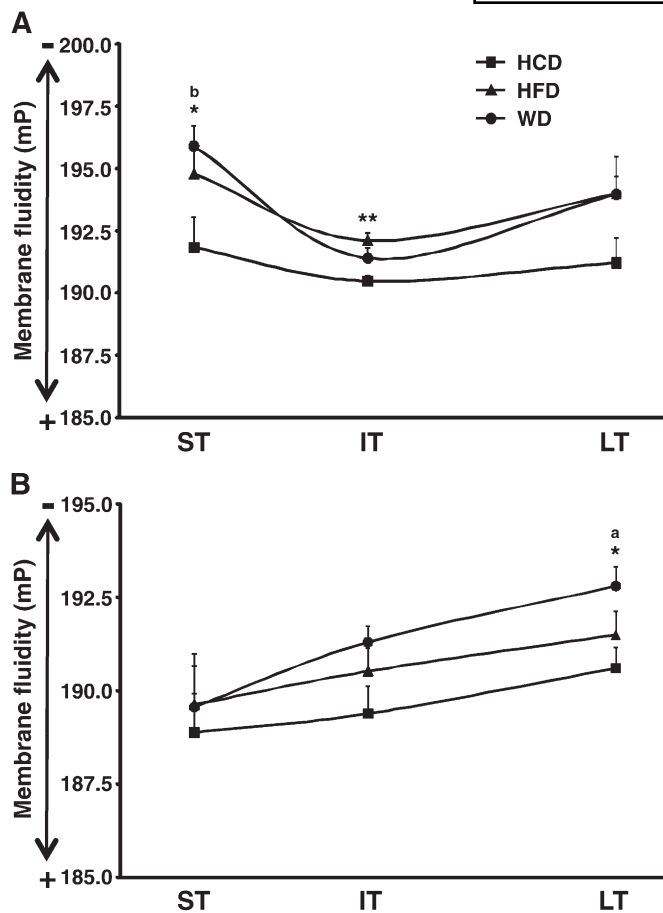 A
- 200.0
HCD
HFD
WD
b
*
197.5
195.0
**
192.5
190.0
187.5
+ 185.0
Membrane fluidity (mP)
ST IT LT
B
- 195.0
a
*
192.5
190.0
187.5
+ 185.0
Membrane fluidity (mP)
ST IT LT